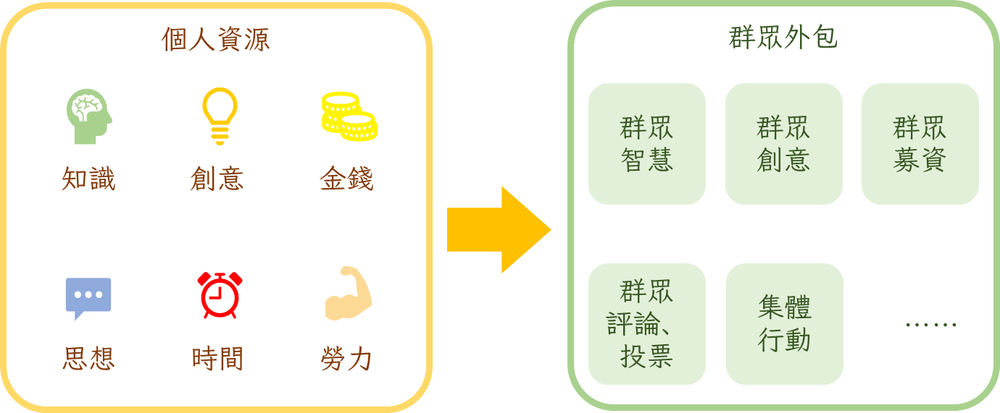 個人資源
知識
創意
金錢
思想
時間
勞力
群眾外包
群眾
智慧
群眾
創意
群眾
募資
群眾
評論、
投票
集體
行動
……